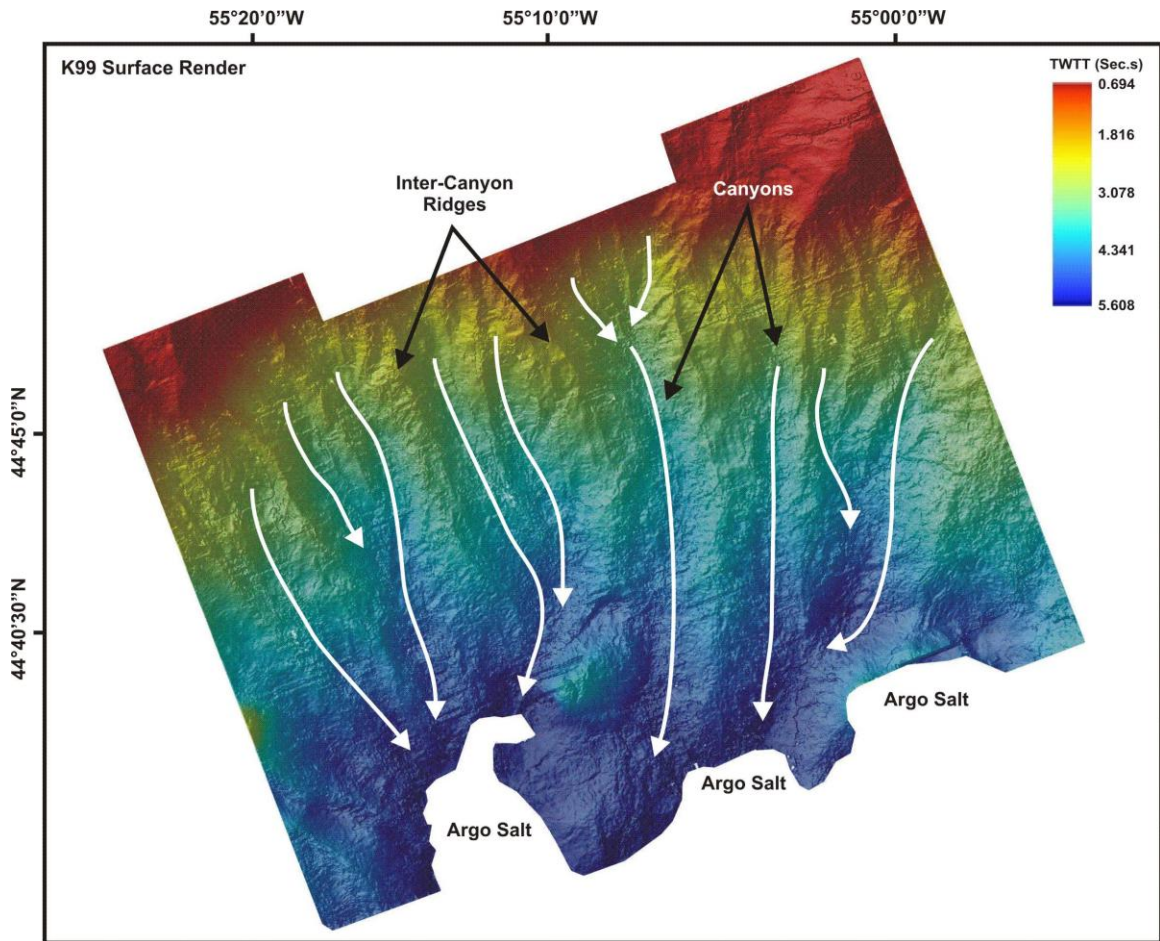 55°20'0"W
55°10'0"W
55°00'0"W
K99 Surface Render
TWTT (Sec.s)
0.694
1.816
3.078
4.341
5.608
Inter-Canyon
Ridges
Canyons
44°45'0"N
44°40'30"N
Argo Salt
Argo Salt
Argo Salt